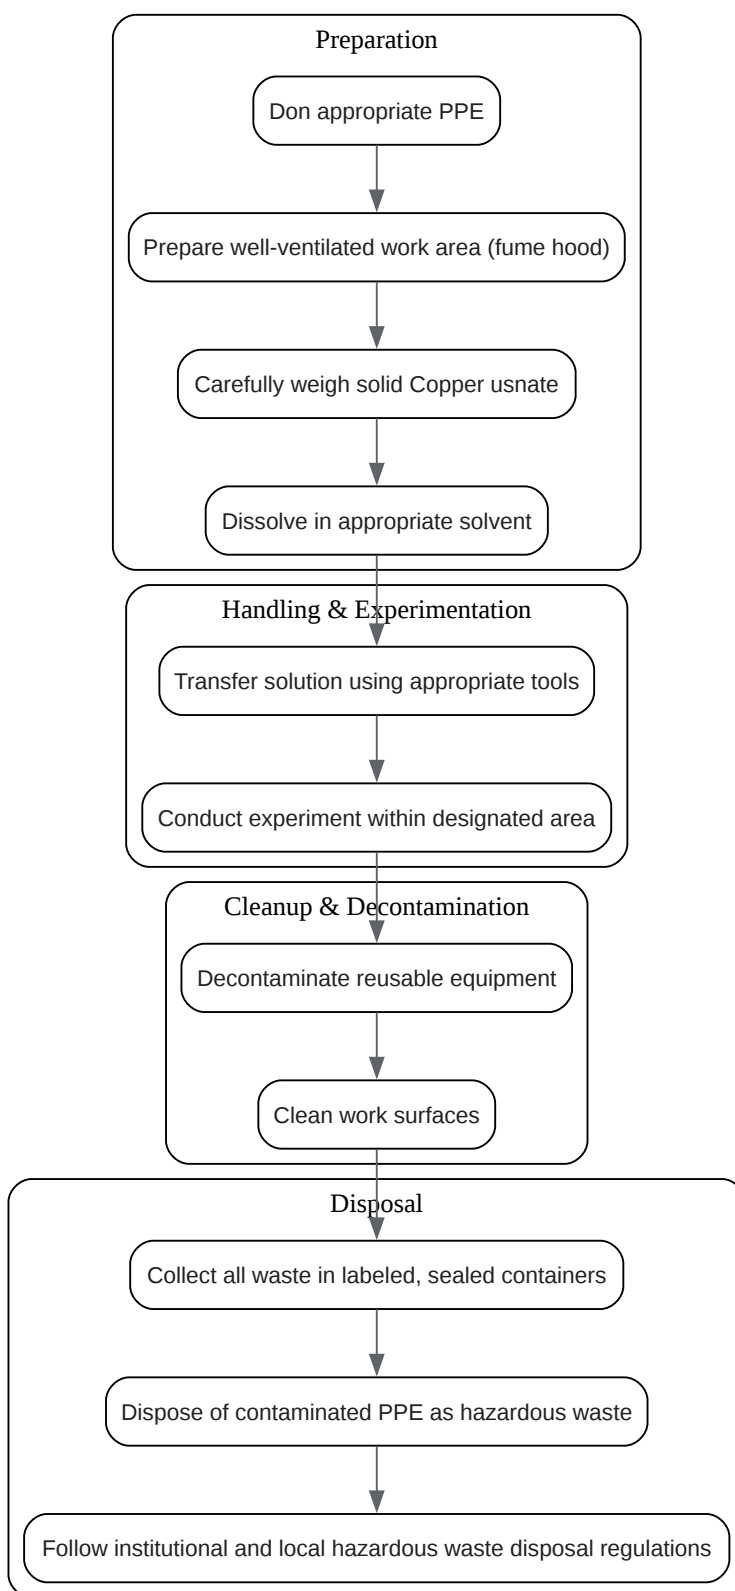 Preparation
Don appropriate PPE
Prepare well-ventilated work area (fume hood)
Carefully weigh solid Copper usnate
Dissolve in appropriate solvent
Handling & Experimentation
Transfer solution using appropriate tools
Conduct experiment within designated area
Cleanup & Decontamination
Decontaminate reusable equipment
Clean work surfaces
Disposal
Collect all waste in labeled, sealed containers
Dispose of contaminated PPE as hazardous waste
Follow institutional and local hazardous waste disposal regulations